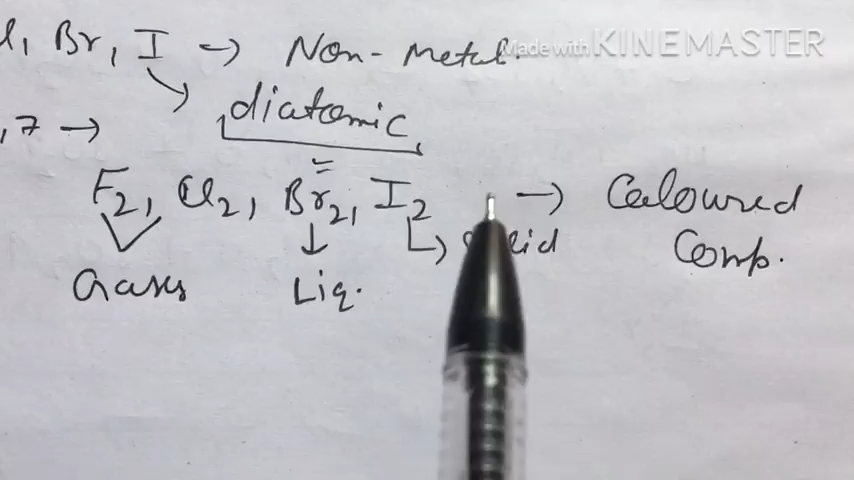 l, Br, I → Non-Metal.
Made with KINEMASTER
diatomic
,7 →
F2, Cl2, Br2, I2 → Coloured
Comp.
Gases Liq.